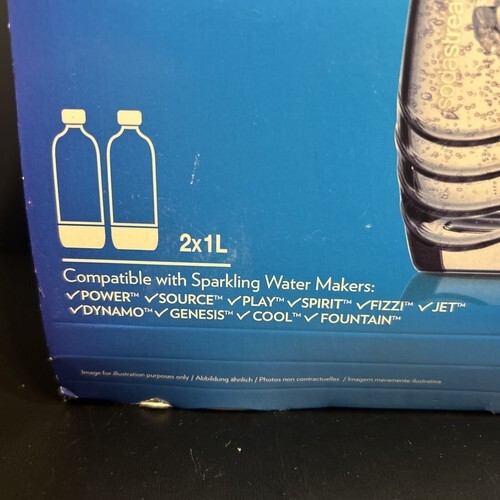 sodastream
2x1L
Compatible with Sparkling Water Makers:
✓POWER™ ✓SOURCE™ ✓PLAY™ ✓SPIRIT™ ✓FIZZI™ ✓JET™
✓DYNAMO™ ✓GENESIS™ ✓COOL™ ✓FOUNTAIN™
Image for illustration purposes only / Abbildung ähnlich / Photos non contractuelles / Imagem meramente ilustrativa